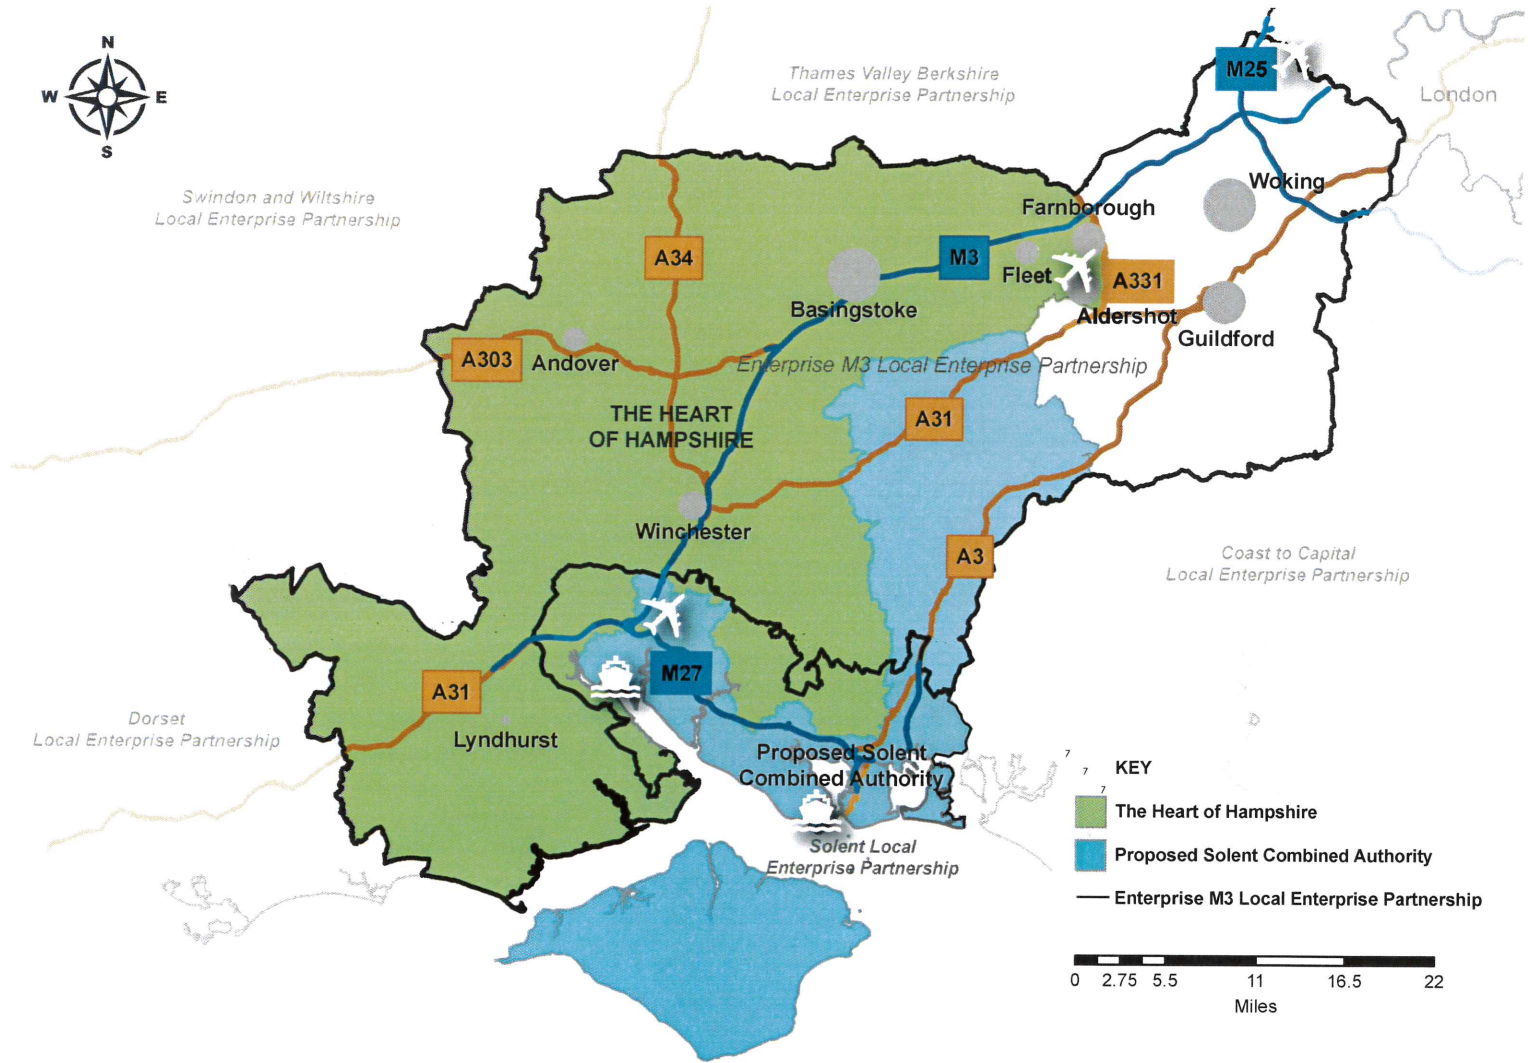 N
W
E
S
Thames Valley Berkshire
Local Enterprise Partnership
M25
London
Swindon and Wiltshire
Local Enterprise Partnership
Woking
Farnborough
A34
M3
Fleet
A331
Basingstoke
Aldershot
Guildford
A303
Andover
Enterprise M3 Local Enterprise Partnership
THE HEART
OF HAMPSHIRE
A31
Winchester
A3
Coast to Capital
Local Enterprise Partnership
M27
A31
Dorset
Local Enterprise Partnership
Lyndhurst
Proposed Solent
Combined Authority
Solent Local
Enterprise Partnership
7
7
7
KEY
The Heart of Hampshire
Proposed Solent Combined Authority
Enterprise M3 Local Enterprise Partnership
0 2.75 5.5 11 16.5 22
Miles